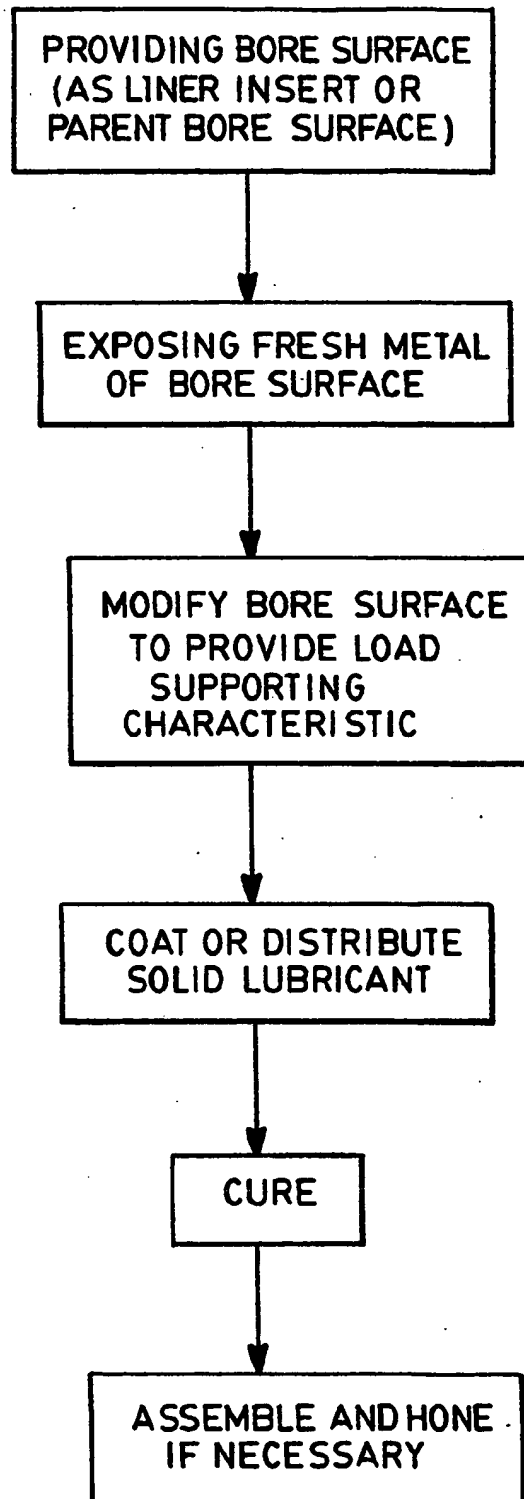 PROVIDING BORE SURFACE
(AS LINER INSERT OR
PARENT BORE SURFACE)
EXPOSING FRESH METAL
OF BORE SURFACE
MODIFY BORE SURFACE
TO PROVIDE LOAD
SUPPORTING
CHARACTERISTIC
COAT OR DISTRIBUTE
SOLID LUBRICANT
CURE
ASSEMBLE AND HONE
IF NECESSARY